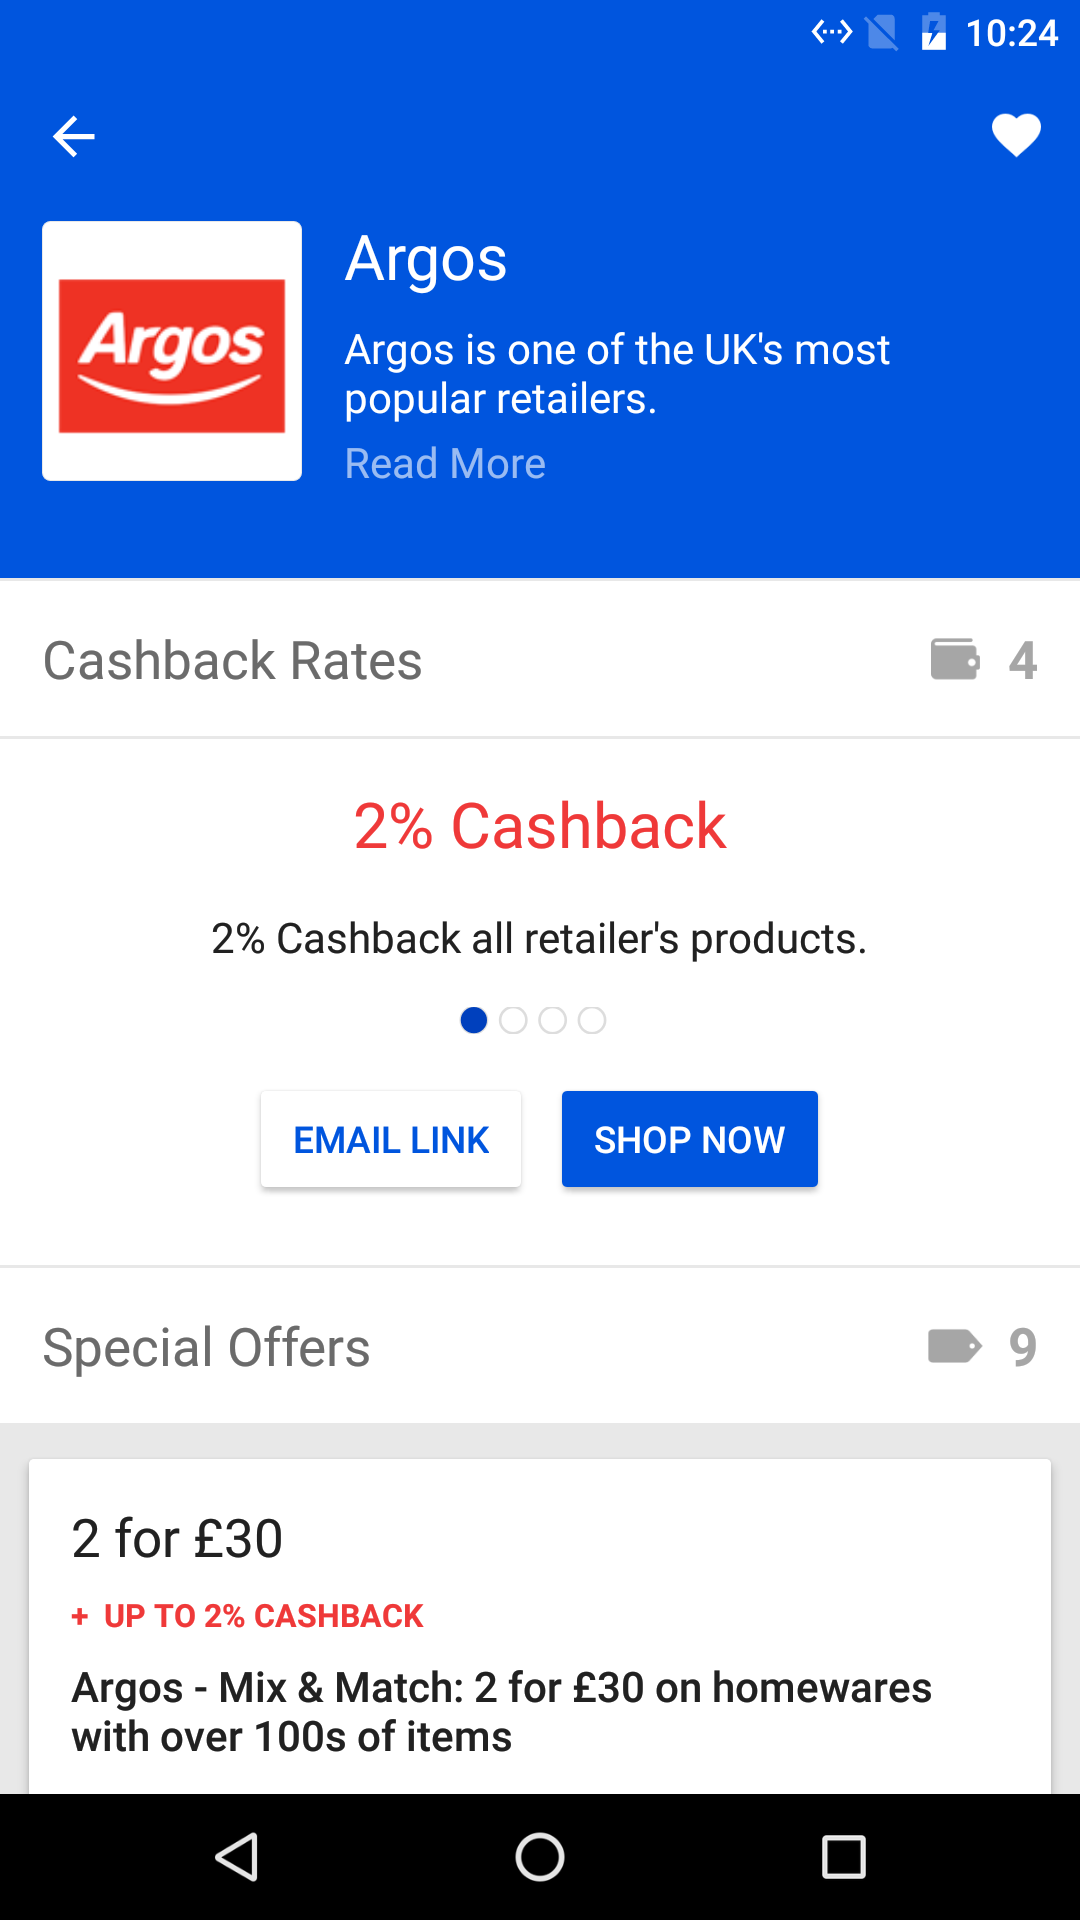 10:24
Argos
Argos
Argos is one of the UK's most
popular retailers.
Read More
Cashback Rates
4
2% Cashback
2% Cashback all retailer's products.
EMAIL LINK
SHOP NOW
Special Offers
9
2 for £30
+ UP TO 2% CASHBACK
Argos - Mix & Match: 2 for £30 on homewares
with over 100s of items